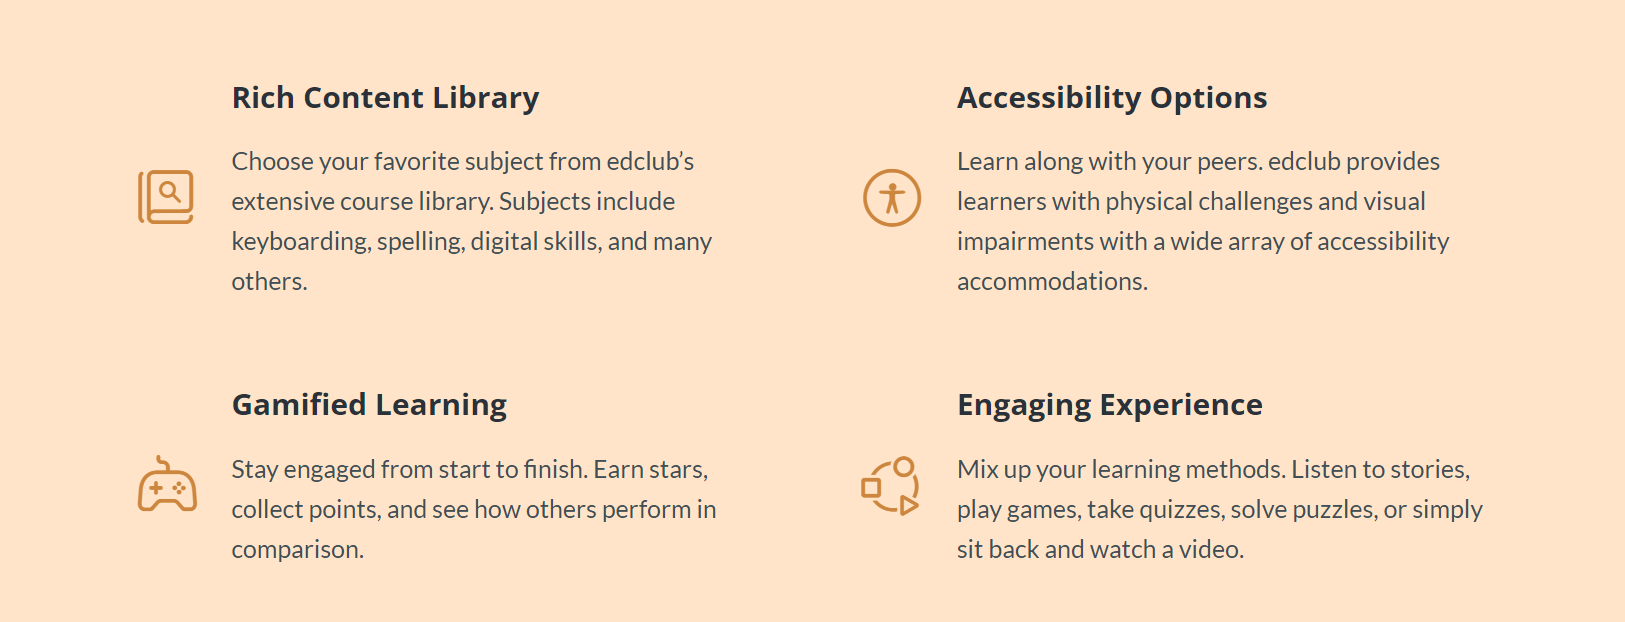 Rich Content Library
Choose your favorite subject from edclub’s
extensive course library. Subjects include
keyboarding, spelling, digital skills, and many
others.
Accessibility Options
Learn along with your peers. edclub provides
learners with physical challenges and visual
impairments with a wide array of accessibility
accommodations.
Gamified Learning
Stay engaged from start to finish. Earn stars,
collect points, and see how others perform in
comparison.
Engaging Experience
Mix up your learning methods. Listen to stories,
play games, take quizzes, solve puzzles, or simply
sit back and watch a video.